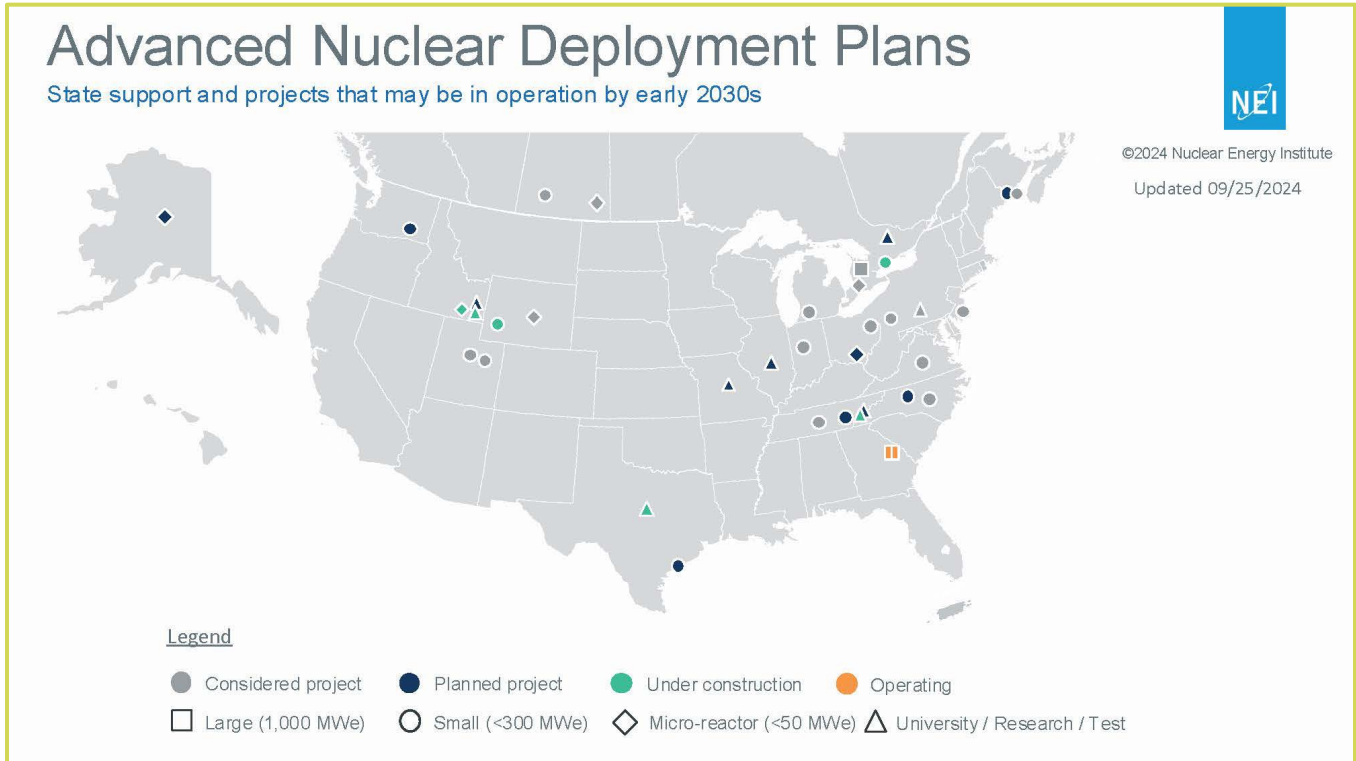 Advanced Nuclear Deployment Plans
State support and projects that may be in operation by early 2030s
NEI
©2024 Nuclear Energy Institute
Updated 09/25/2024
Legend
Considered project
Planned project
Under construction
Operating
Large (1,000 MWe)
Small (<300 MWe)
Micro-reactor (<50 MWe)
University / Research / Test